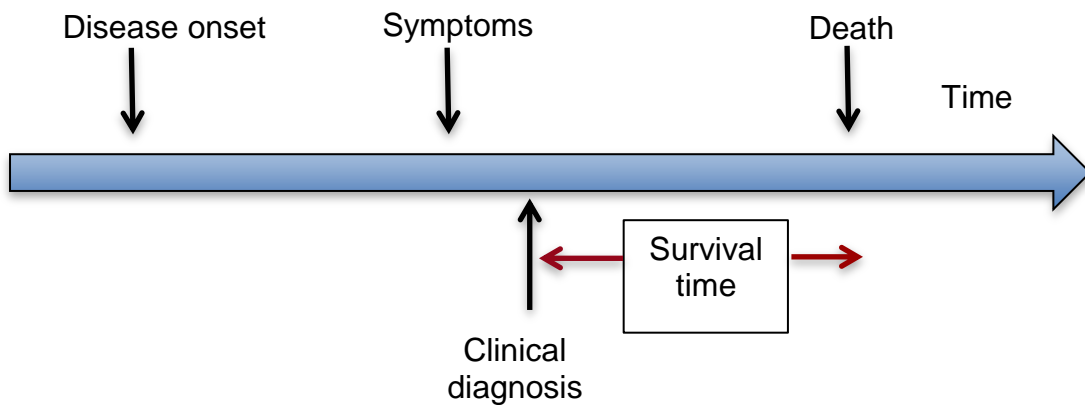 Disease onset
Symptoms
Death
Time
Survival
time
Clinical
diagnosis